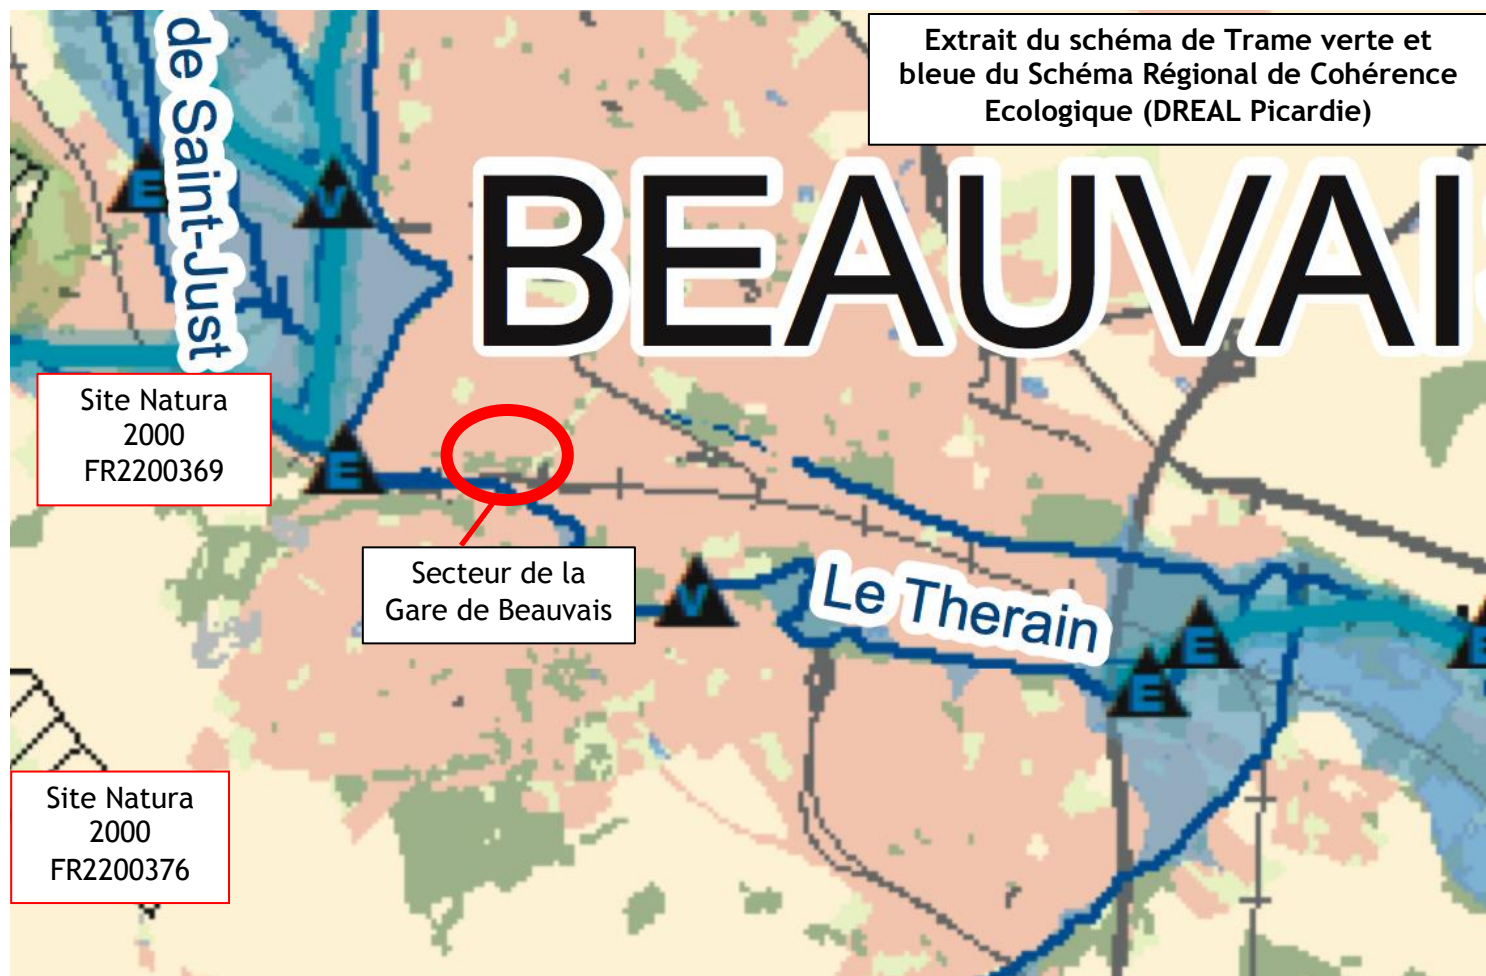 Extrait du schéma de Trame verte et
bleue du Schéma Régional de Cohérence
Ecologique (DREAL Picardie)
de Saint-Just
E
V
BEAUVAIS
Site Natura
2000
FR2200369
E
Secteur de la
Gare de Beauvais
V
Le Therain
E
E
E
Site Natura
2000
FR2200376